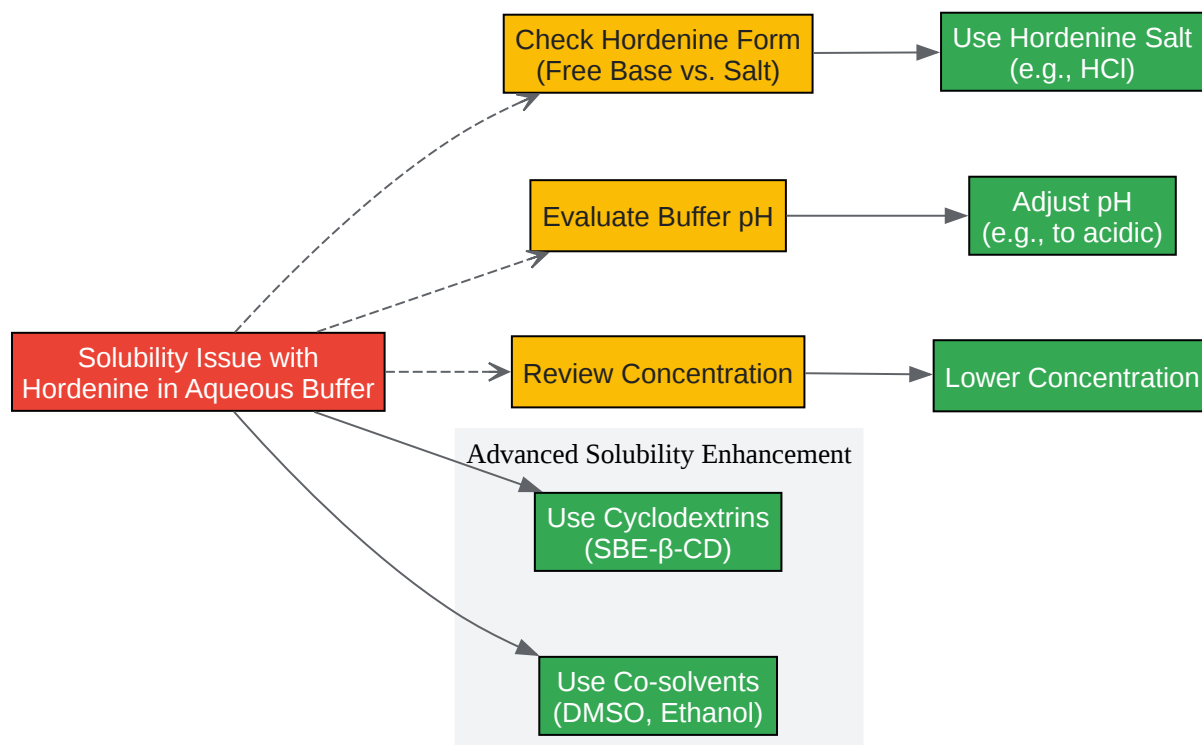 Check Hordenine Form
(Free Base vs. Salt)
Use Hordenine Salt
(e.g., HCl)
Evaluate Buffer pH
Adjust pH
(e.g., to acidic)
Solubility Issue with
Hordenine in Aqueous Buffer
Review Concentration
Lower Concentration
Advanced Solubility Enhancement
Use Cyclodextrins
(SBE-β-CD)
Use Co-solvents
(DMSO, Ethanol)